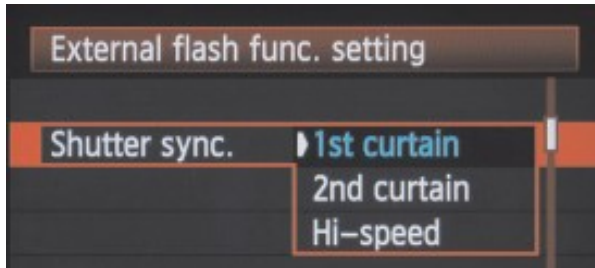 External flash func. setting
Shutter sync.
1st curtain
2nd curtain
Hi-speed